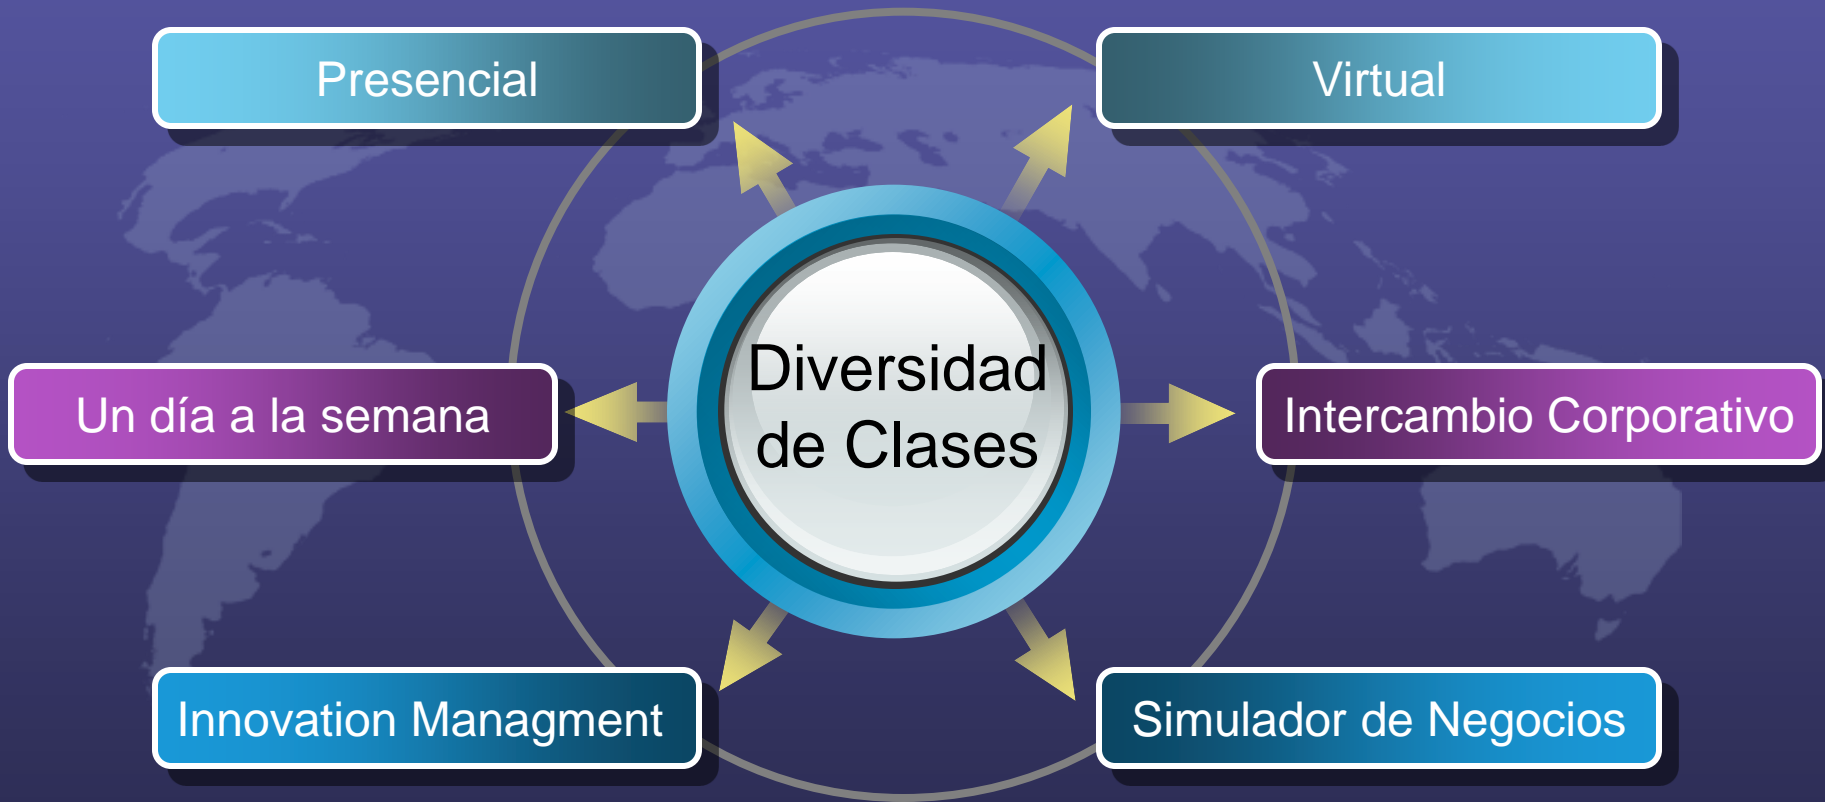 Presencial
Virtual
Diversidad
de Clases
Un día a la semana
Intercambio Corporativo
Innovation Managment
Simulador de Negocios